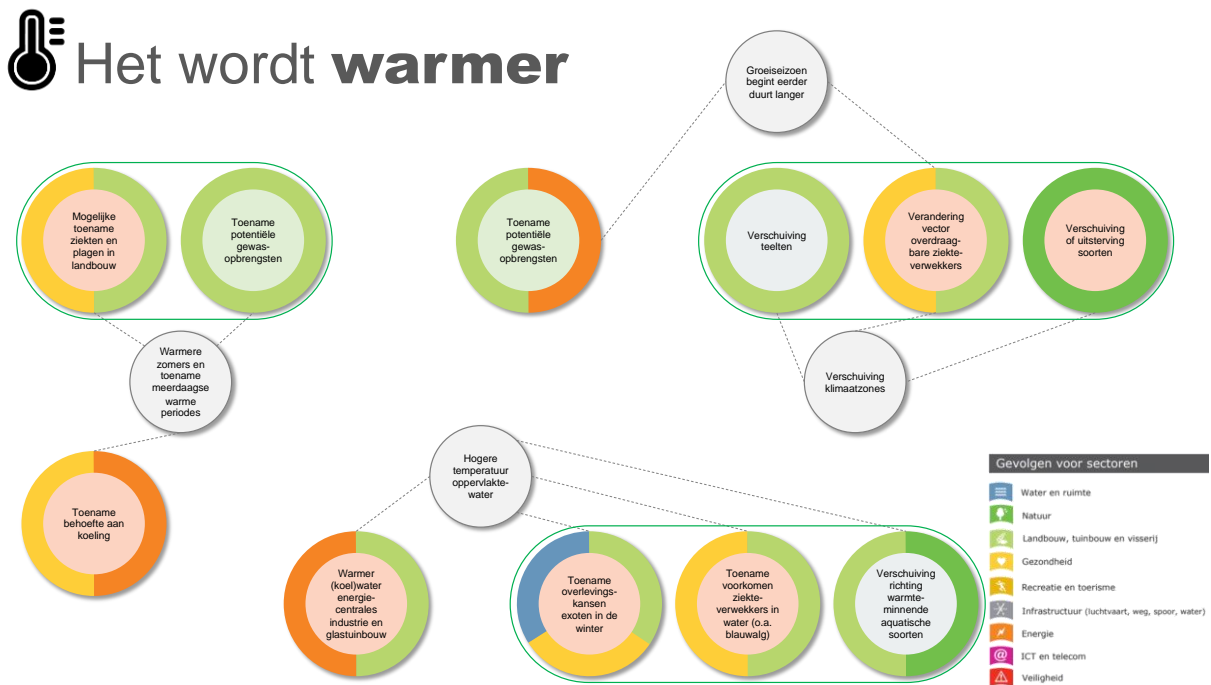 Het wordt warmer
Groeiseizoen
begint eerder
duurt langer
Mogelijke
toename
ziekten en
plagen in
landbouw
Toename
potentiële
gewas-
opbrengsten
Toename
potentiële
gewas-
opbrengsten
Verschuiving
teelten
Verandering
vector
overdraag-
bare ziekte-
verwekkers
Verschuiving
of uitsterving
soorten
Warmere
zomers en
toename
meerdaagse
warme
periodes
Verschuiving
klimaatzones
Toename
behoefte aan
koeling
Hogere
temperatuur
oppervlakte-
water
Warmer
(koel)water
energie-
centrales
industrie en
glastuinbouw
Toename
overlevings-
kansen
exoten in de
winter
Toename
voorkomen
ziekte-
verwekkers in
water (o.a.
blauwalg)
Verschuiving
richting
warmte-
minnende
aquatische
soorten
Gevolgen voor sectoren
Water en ruimte
Natuur
Landbouw, tuinbouw en visserij
Gezondheid
Recreatie en toerisme
Infrastructuur (luchtvaart, weg, spoor, water)
Energie
@ ICT en telecom
Veiligheid